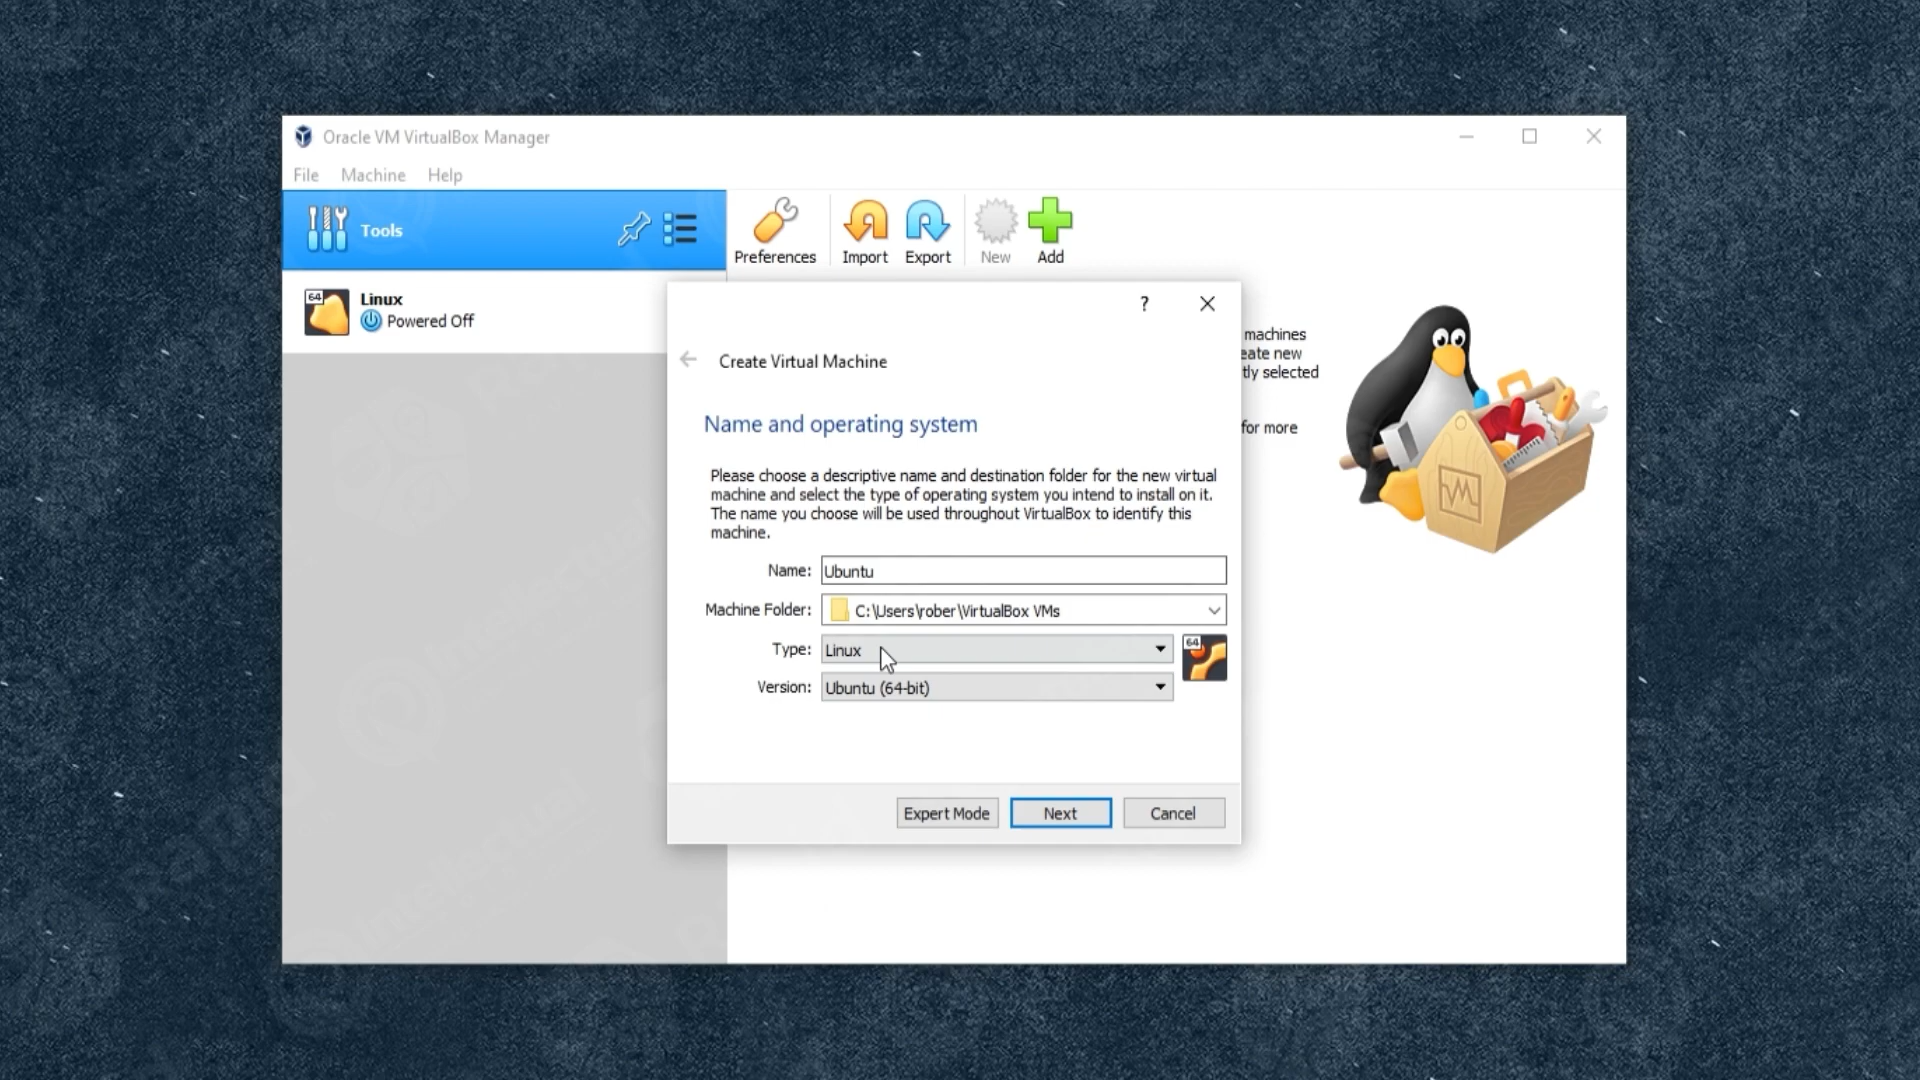 Oracle VM VirtualBox Manager
File Machine Help
Tools
Preferences Import Export New Add
64 Linux
Powered Off
machines
eate new
tly selected
for more
?
Create Virtual Machine
Name and operating system
Please choose a descriptive name and destination folder for the new virtual
machine and select the type of operating system you intend to install on it.
The name you choose will be used throughout VirtualBox to identify this
machine.
Name: Ubuntu
Machine Folder: C:\Users\rober\VirtualBox VMs
Type: Linux
64
Version: Ubuntu (64-bit)
Expert Mode Next Cancel
Intellectual
Intellectual